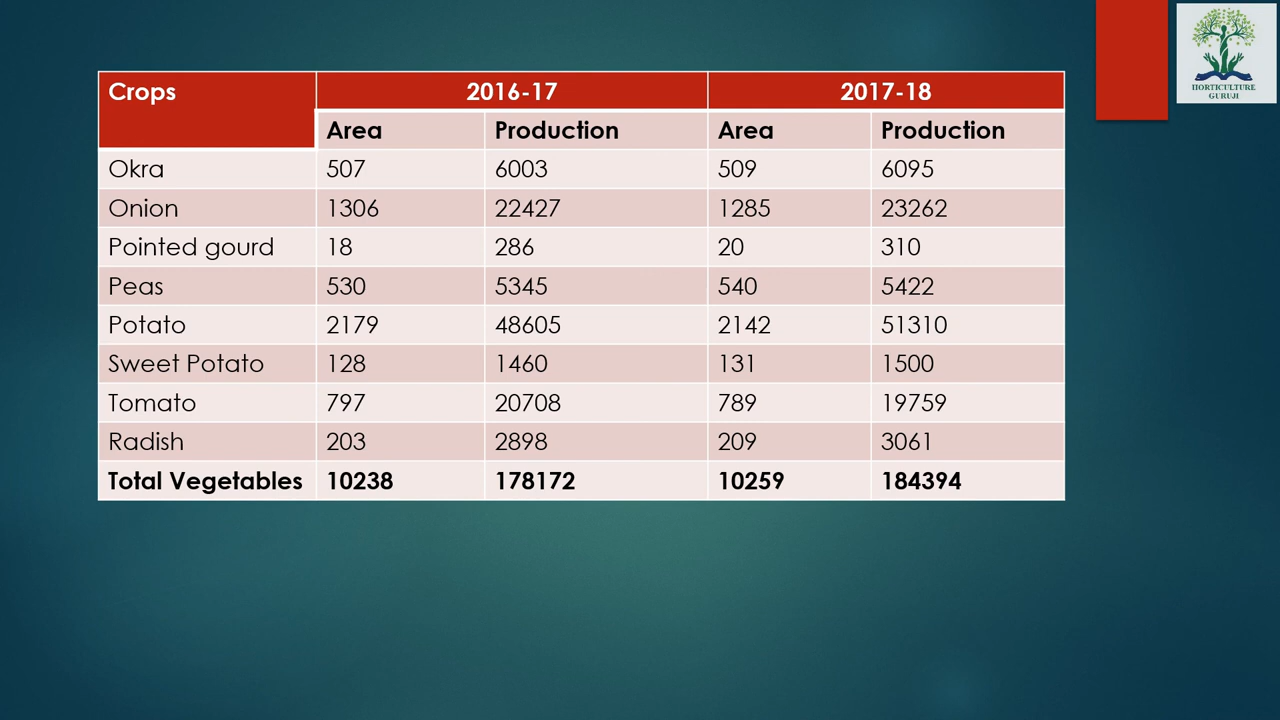 HORTICULTURE
GURUJI
Crops 2016-17 2017-18
Area Production Area Production
Okra 507 6003 509 6095
Onion 1306 22427 1285 23262
Pointed gourd 18 286 20 310
Peas 530 5345 540 5422
Potato 2179 48605 2142 51310
Sweet Potato 128 1460 131 1500
Tomato 797 20708 789 19759
Radish 203 2898 209 3061
Total Vegetables 10238 178172 10259 184394